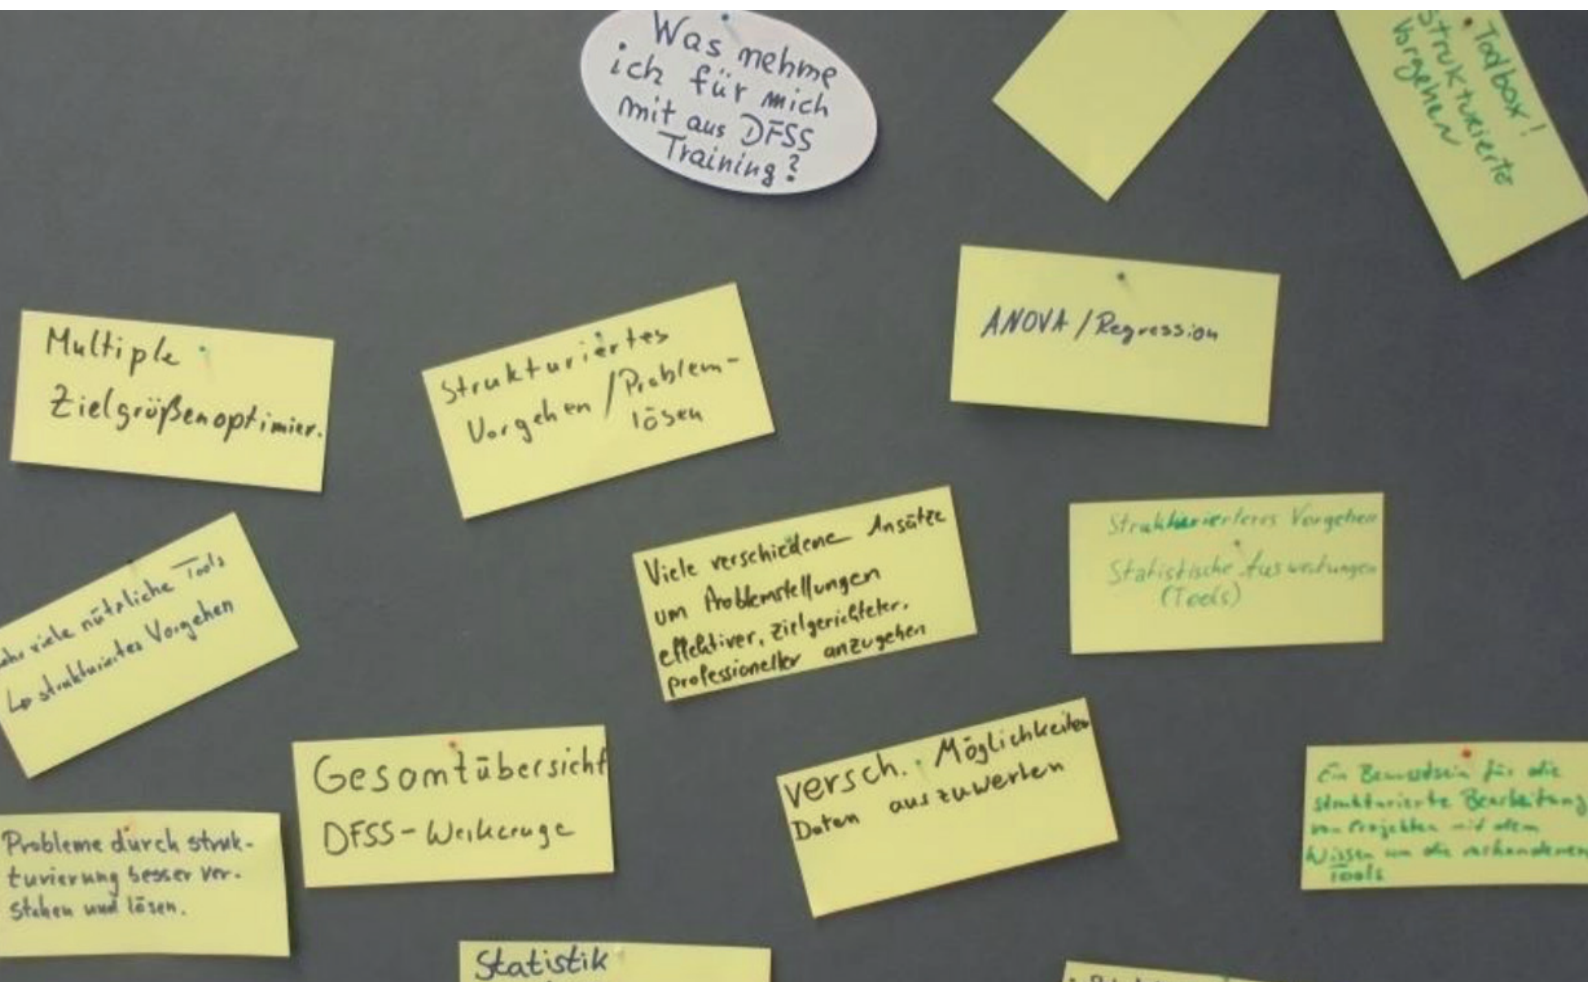 Was nehme
ich für mich
mit aus DFSS
Training?
Toolbox!
Strukturierte
Vorgehen
ANOVA / Regression
Multiple
Zielgrößenoptimier.
Strukturiertes
Vorgehen / Problem-
lösen
viele nützliche Tools
↳ strukturiertes Vorgehen
Viele verschiedene Ansätze
um Problemstellungen
effektiver, zielgerichteter,
professioneller anzugehen
Strukturierteres Vorgehen
Statistische Auswertungen
(Tools)
Gesamtübersicht
DFSS-Werkzeuge
versch. Möglichkeiten
Daten auszuwerten
Ein Bewusstsein für die
strukturierte Bearbeitung
von Projekten mit dem
Wissen um die vorhandenen
Tools
Probleme durch struk-
turierung besser ver-
stehen und lösen.
Statistik